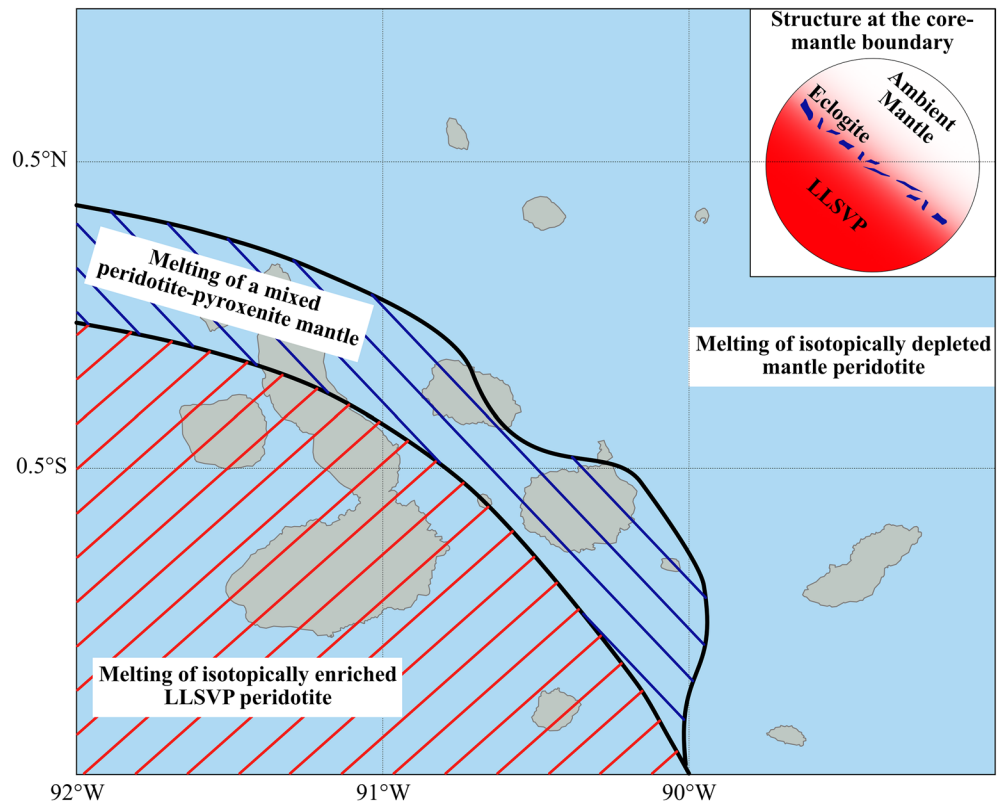 Structure at the core-
mantle boundary
Ambient
Mantle
Eclogite
LLSVP
0.5°N
Melting of a mixed
peridotite-pyroxenite mantle
Melting of isotopically depleted
mantle peridotite
0.5°S
Melting of isotopically enriched
LLSVP peridotite
92°W
91°W
90°W